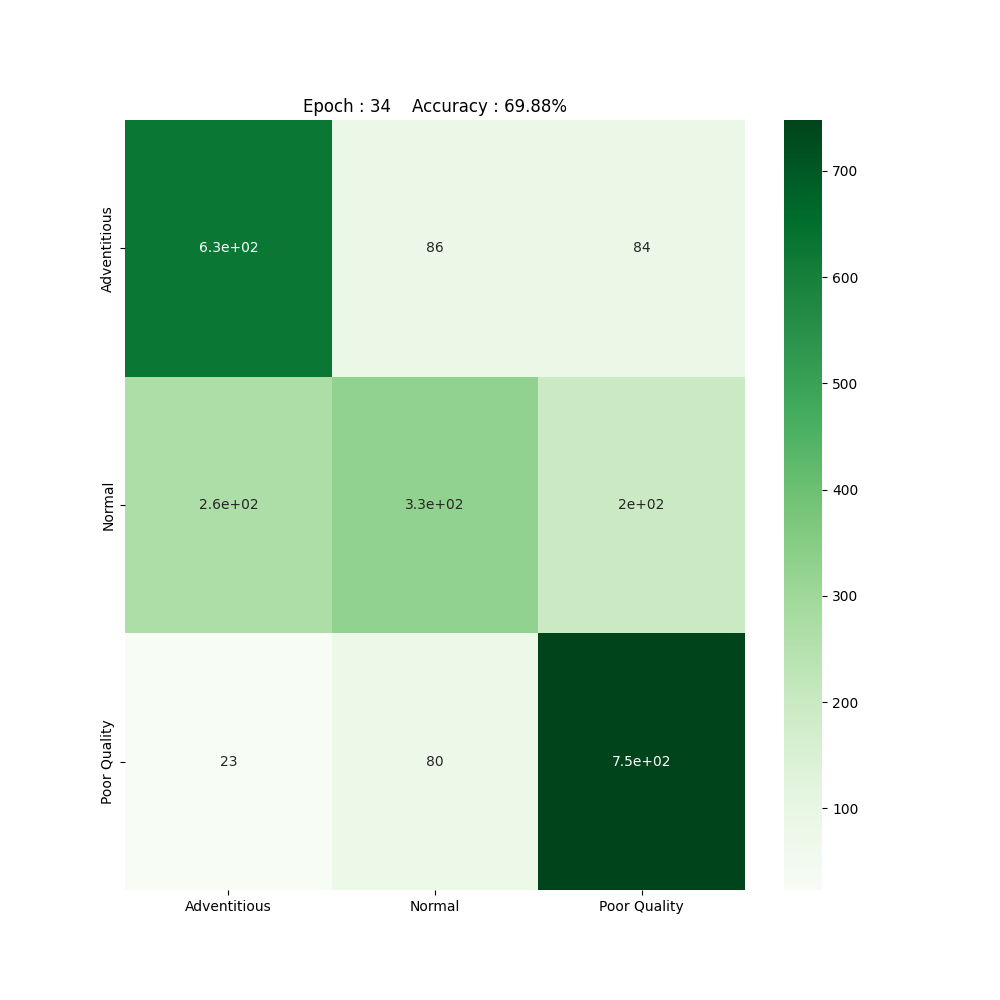 Epoch : 34    Accuracy : 69.88%
Adventitious
6.3e+02
86
84
Normal
2.6e+02
3.3e+02
2e+02
Poor Quality
23
80
7.5e+02
Adventitious
Normal
Poor Quality
700
600
500
400
300
200
100